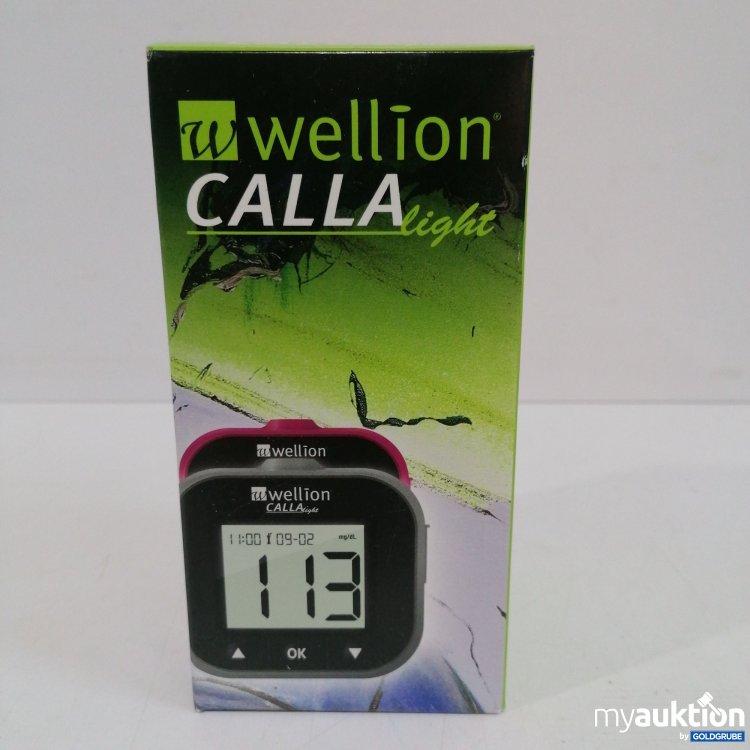 w wellion®
CALLA light
w wellion
w wellion
CALLA light
11:00 09-02 mg/dL
113
▲ OK ▼
myauktion
by GOLDGRUBE